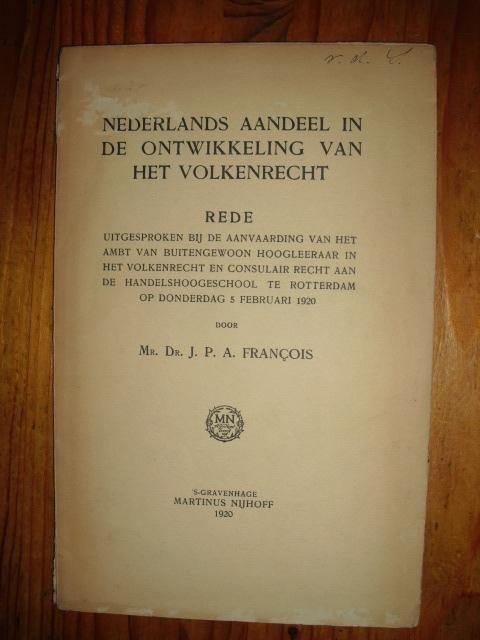 v. d. L.
NEDERLANDS AANDEEL IN
DE ONTWIKKELING VAN
HET VOLKENRECHT
REDE
UITGESPROKEN BIJ DE AANVAARDING VAN HET
AMBT VAN BUITENGEWOON HOOGLEERAAR IN
HET VOLKENRECHT EN CONSULAIR RECHT AAN
DE HANDELSHOOGESCHOOL TE ROTTERDAM
OP DONDERDAG 5 FEBRUARI 1920
DOOR
MR. DR. J. P. A. FRANÇOIS
MN
'S-GRAVENHAGE
MARTINUS NIJHOFF
1920